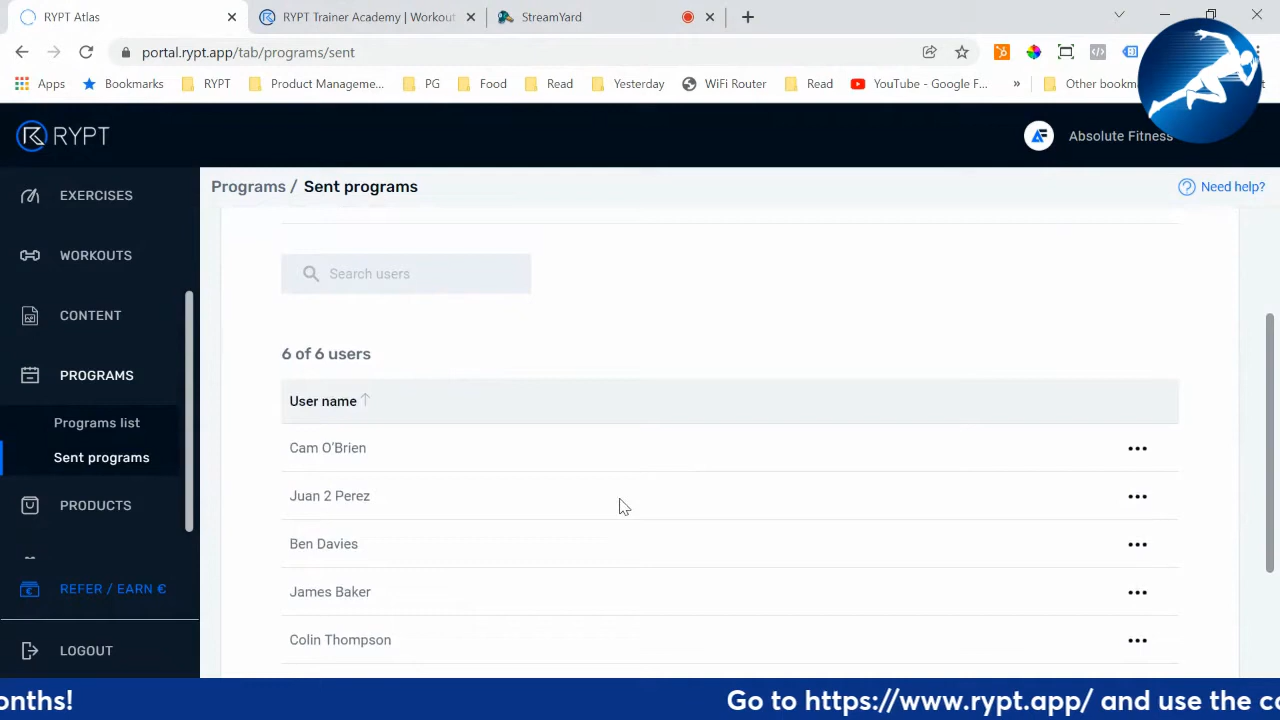 RYPT Atlas
RYPT Trainer Academy | Workout
StreamYard
portal.rypt.app/tab/programs/sent
Apps
Bookmarks
RYPT
Product Manageme...
PG
Food
Read
Yesterday
WiFi Router
Read
YouTube - Google F...
»
Other bookm
RYPT
Absolute Fitness
EXERCISES
WORKOUTS
CONTENT
PROGRAMS
Programs list
Sent programs
PRODUCTS
REFER / EARN €
LOGOUT
Programs / Sent programs
Need help?
Search users
6 of 6 users
User name
Cam O'Brien
Juan 2 Perez
Ben Davies
James Baker
Colin Thompson
onths!
Go to https://www.rypt.app/ and use the co